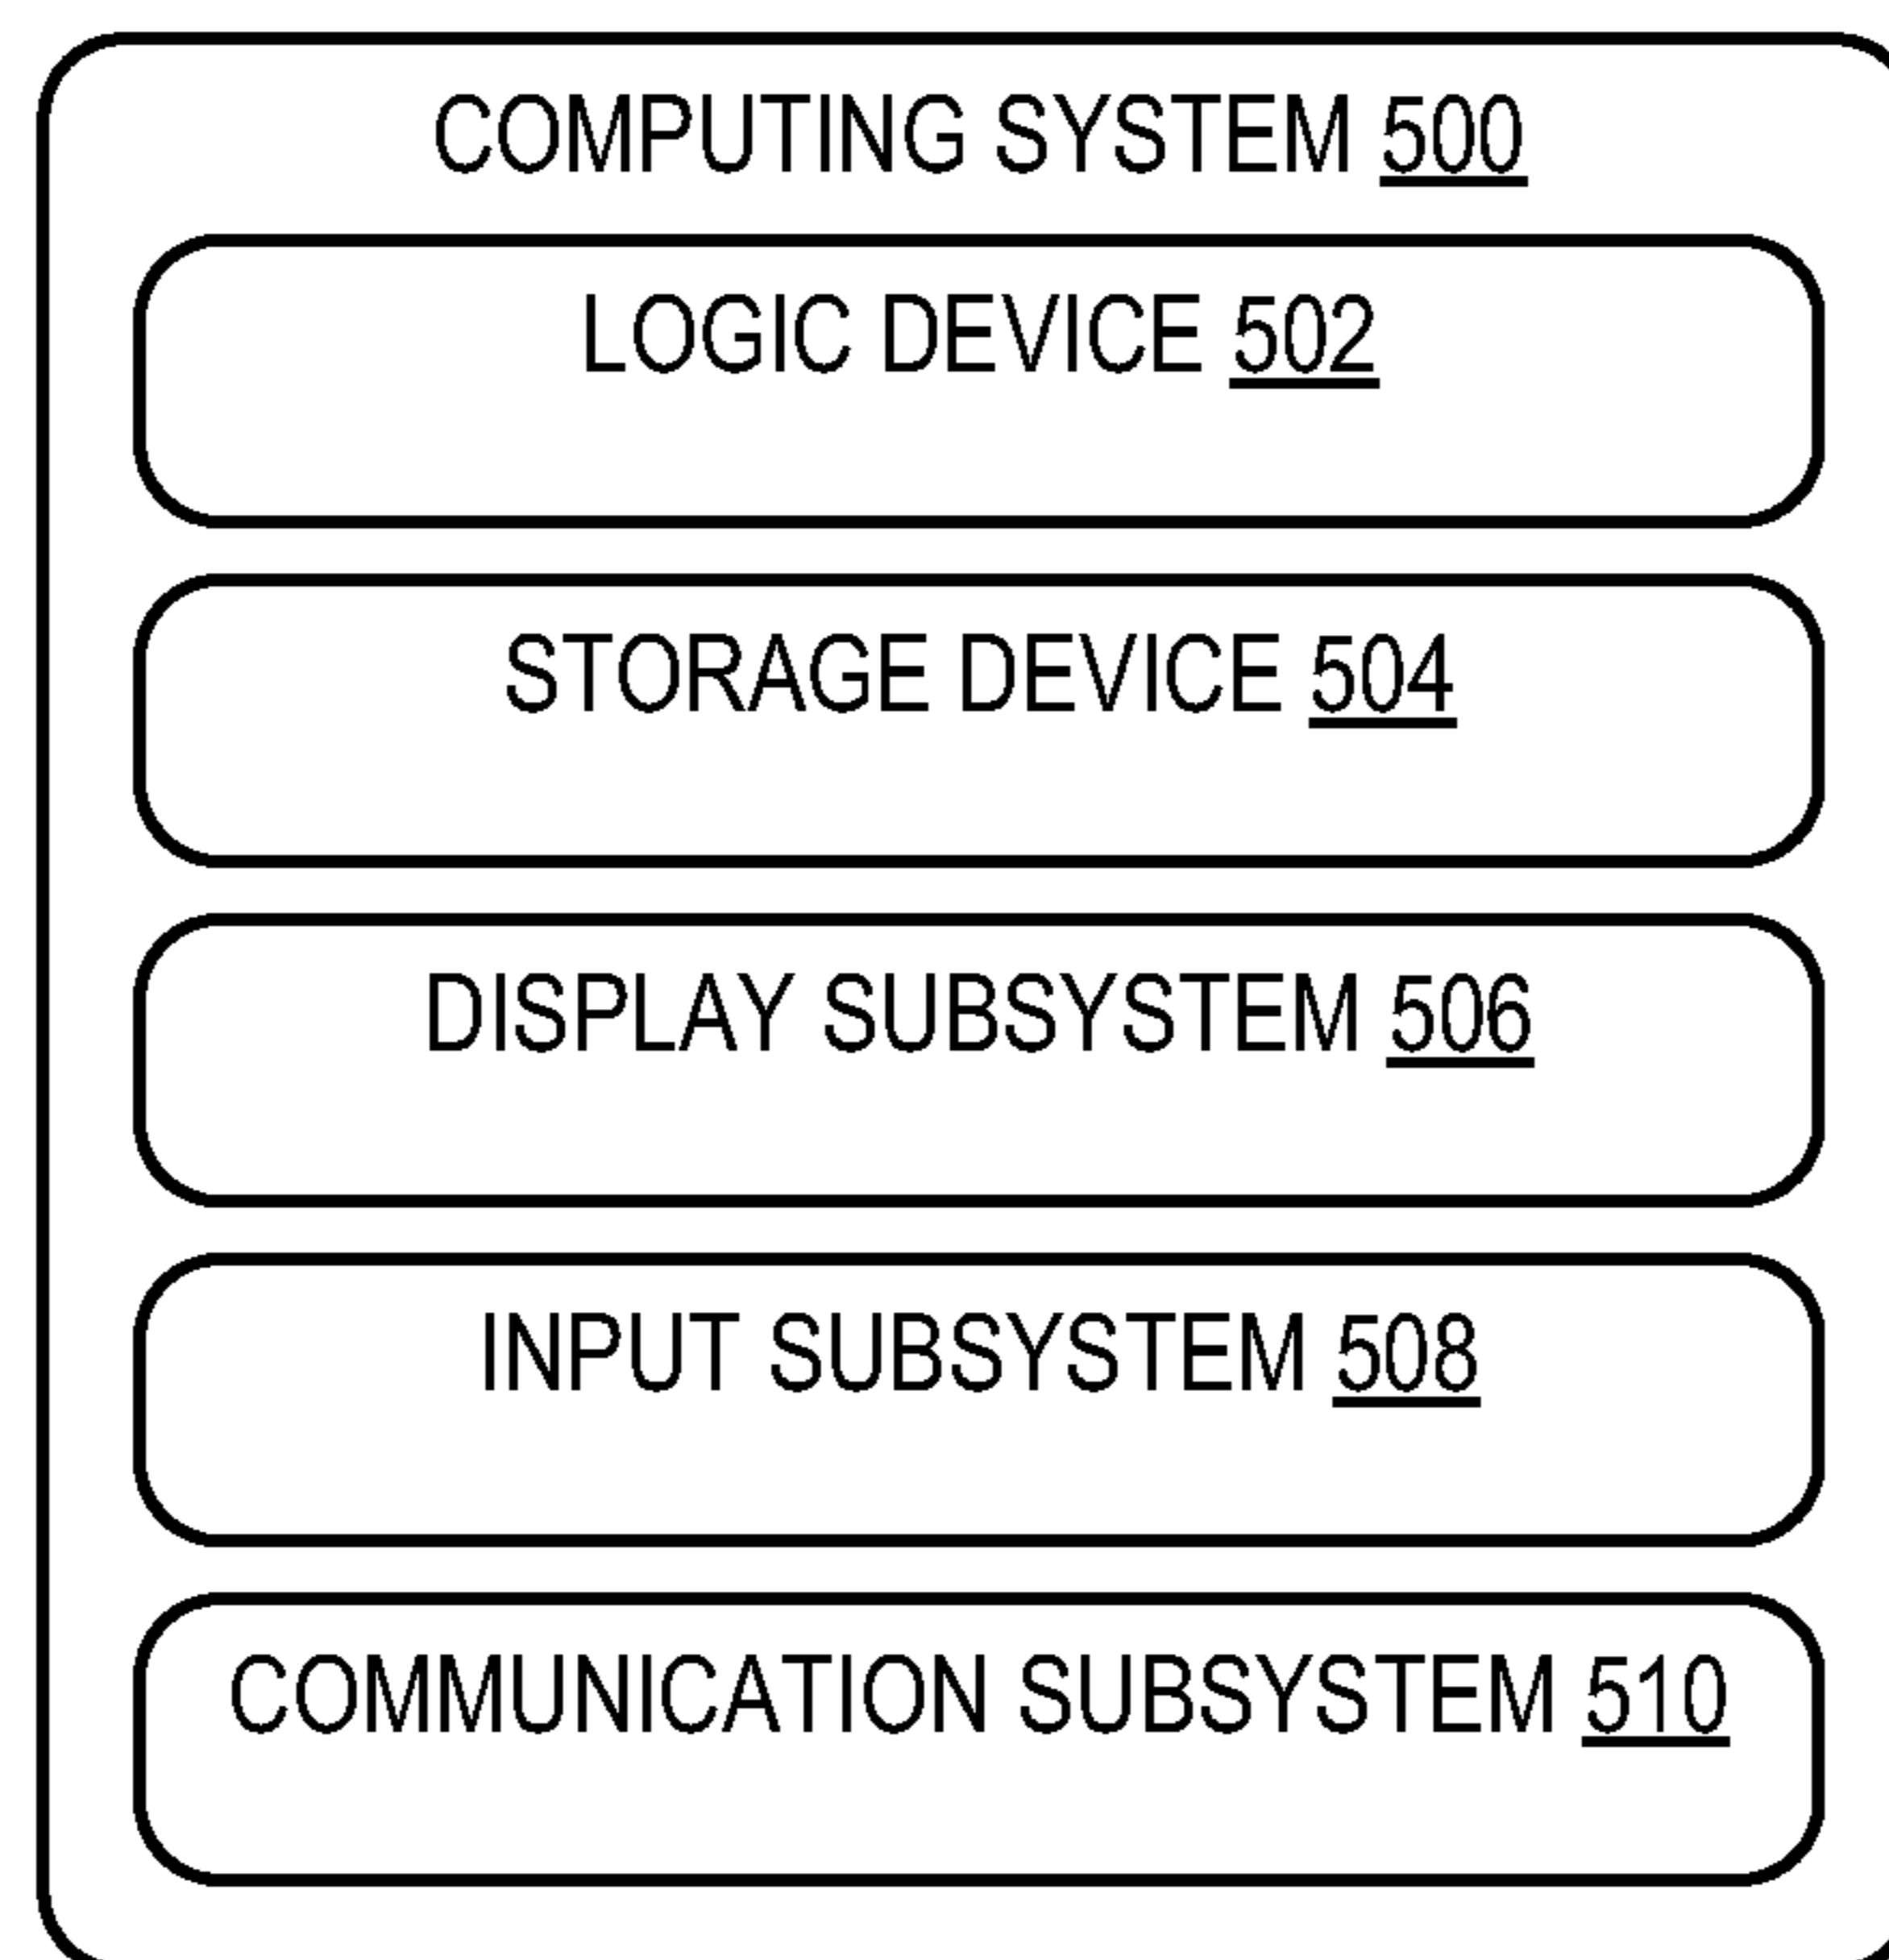 COMPUTING SYSTEM 500
LOGIC DEVICE 502
STORAGE DEVICE 504
DISPLAY SUBSYSTEM 506
INPUT SUBSYSTEM 508
COMMUNICATION SUBSYSTEM 510